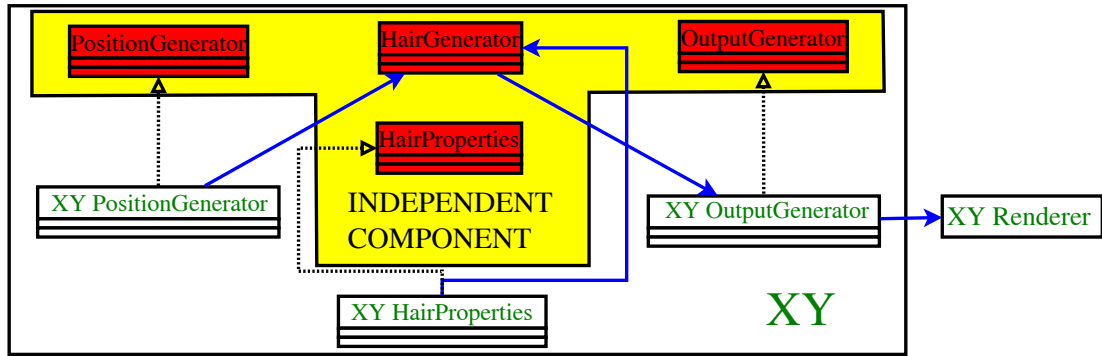 PositionGenerator
HairGenerator
OutputGenerator
HairProperties
XY PositionGenerator
INDEPENDENT
COMPONENT
XY OutputGenerator
XY Renderer
XY HairProperties
XY